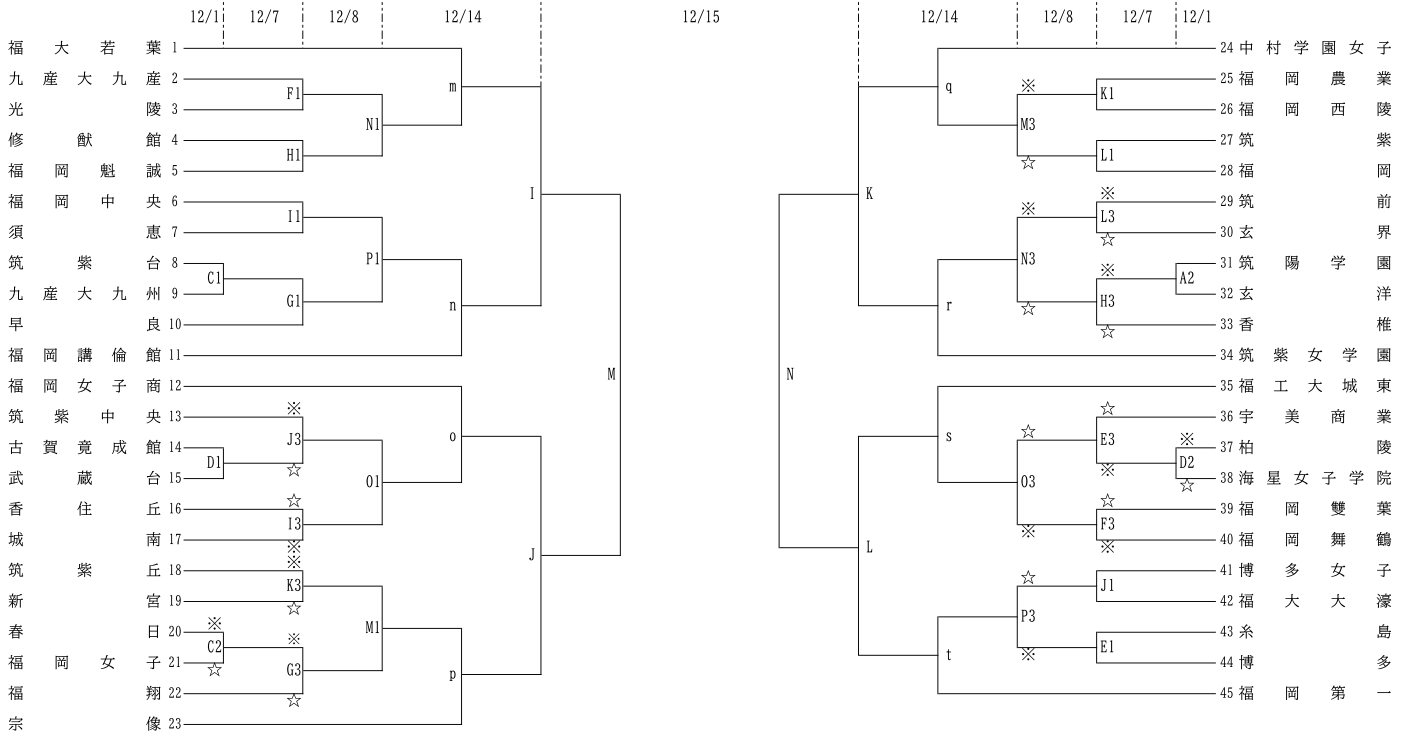 12/1 12/7 12/8 12/14 12/15 12/14 12/8 12/7 12/1
福大若葉 1 24 中村学園女子
九産大九産 2 m q ※ 25 福岡農業
F1 K1
光陵 3 26 福岡西陵
N1 M3
修猷館 4 27 筑紫
H1 ☆ L1
福岡魁誠 5 28 福岡
I K
福岡中央 6 ※ ※ 29 筑前
I1 L3
須恵 7 ☆ 30 玄界
P1 N3
筑紫台 8 ※ 31 筑陽学園
C1 A2
九産大九州 9 32 玄洋
G1 n r ☆ H3
早良 10 ☆ 33 香椎
福岡講倫館 11 34 筑紫女学園
M N
福岡女子商 12 35 福工大城東
筑紫中央 13 ※ ☆ 36 宇美商業
J3 o s ☆ E3 ※
古賀竟成館 14 37 柏陵
D1 ☆ ※ D2
武蔵台 15 38 海星女子学院
O1 O3 ☆
香住丘 16 ☆ ☆ 39 福岡雙葉
I3 F3
城南 17 ※ ※ ※ 40 福岡舞鶴
J L
筑紫丘 18 ※ ☆ 41 博多女子
K3 J1
新宮 19 ☆ 42 福大大濠
M1 P3
春日 20 ※ 43 糸島
C2 ※ ※ E1
福岡女子 21 ☆ t 44 博多
G3 p
福翔 22 ☆ 45 福岡第一
宗像 23